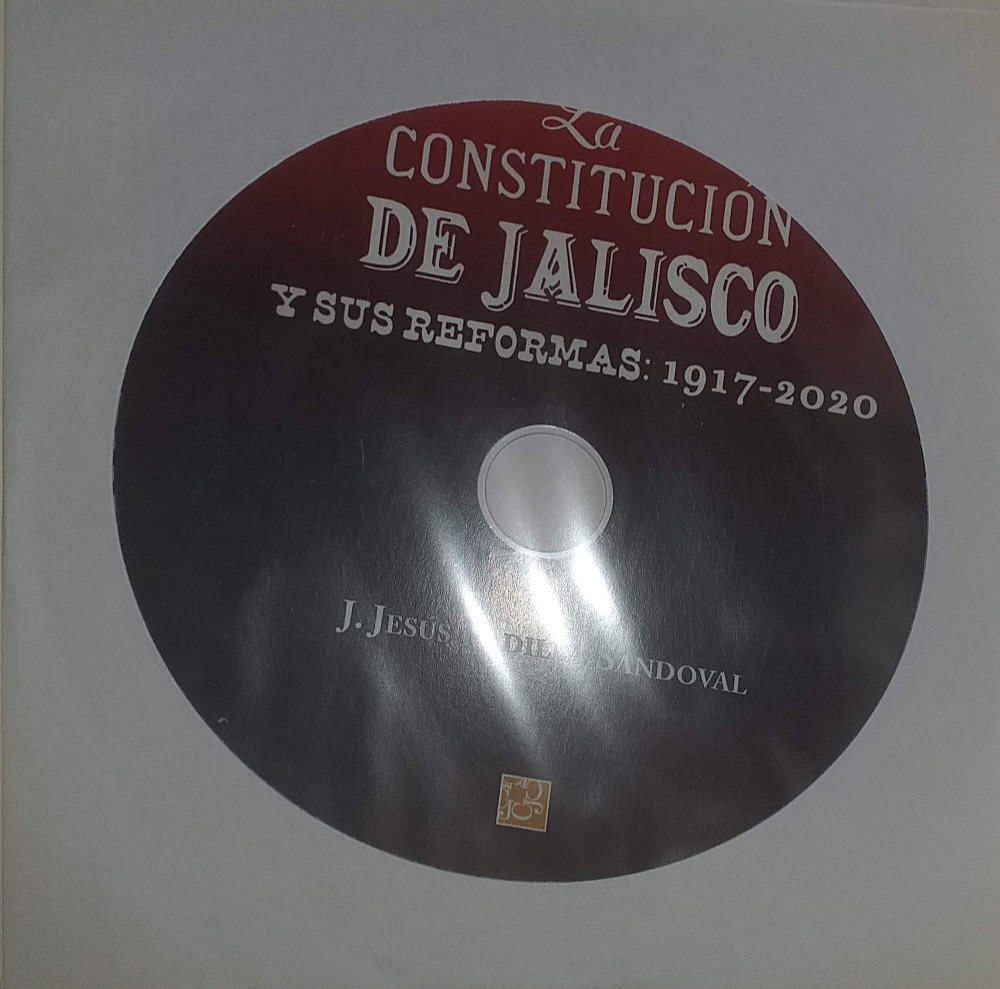 La
CONSTITUCIÓN
DE JALISCO
Y SUS REFORMAS: 1917-2020
J. JESÚS SANDOVAL